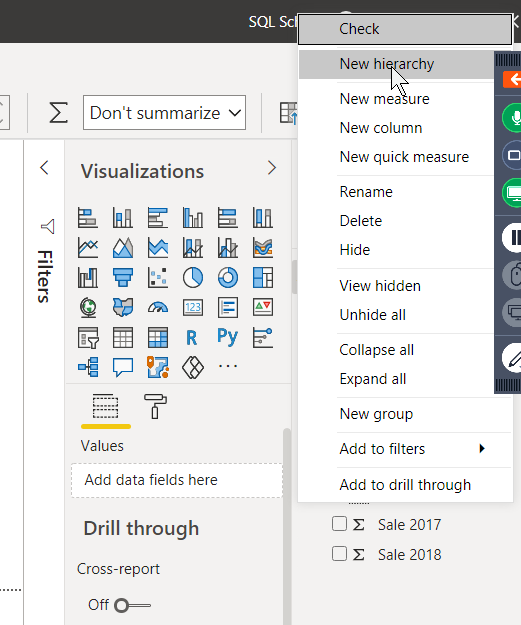 SQL Sc
Check
New hierarchy
Don't summarize
New measure
New column
Visualizations
New quick measure
Rename
Delete
Filters
Hide
View hidden
Unhide all
123
R
Py
Collapse all
Expand all
New group
Values
Add to filters
Add data fields here
Add to drill through
Drill through
Sale 2017
Sale 2018
Cross-report
Off